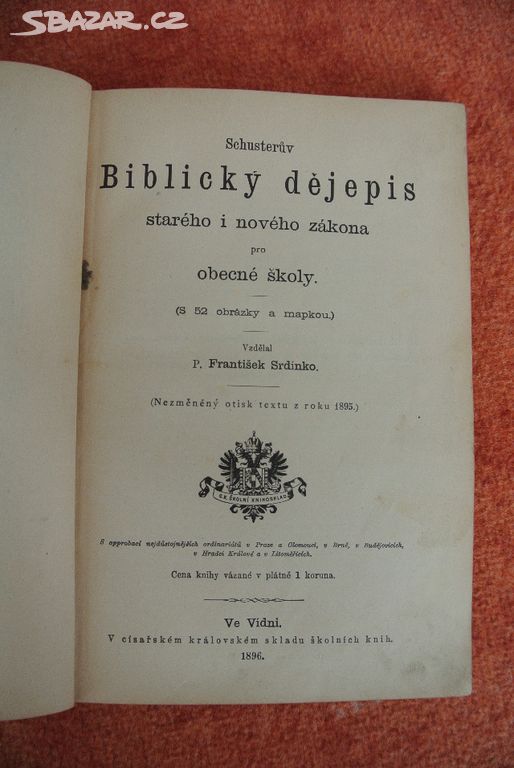 SBAZAR.CZ
Schusterův
Biblický dějepis
starého i nového zákona
pro
obecné školy.
(S 52 obrázky a mapkou.)
Vzdělal
P. František Srdínko.
(Nezměněný otisk textu z roku 1895.)
C.K. ŠKOLNÍ KNIHOSKLAD
S approbací nejdůstojnějších ordinariátů v Praze a Olomouci, v Brně, v Budějovicích,
v Hradci Králové a v Litoměřicích.
Cena knihy vázané v plátně 1 koruna.
Ve Vídni.
V císařském královském skladu školních knih.
1896.